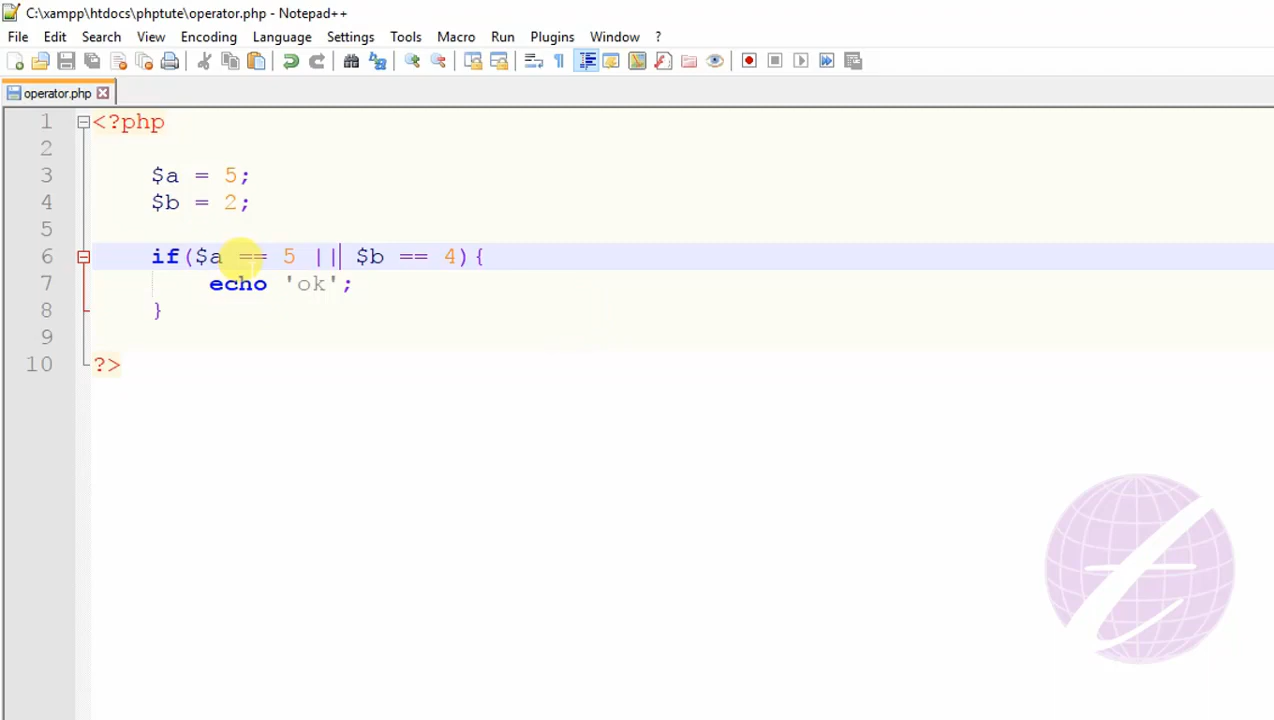 C:\xampp\htdocs\phptute\operator.php - Notepad++
File Edit Search View Encoding Language Settings Tools Macro Run Plugins Window ?
operator.php
1 <?php
2
3 $a = 5;
4 $b = 2;
5
6 if($a == 5 || $b == 4){
7 echo 'ok';
8 }
9
10 ?>